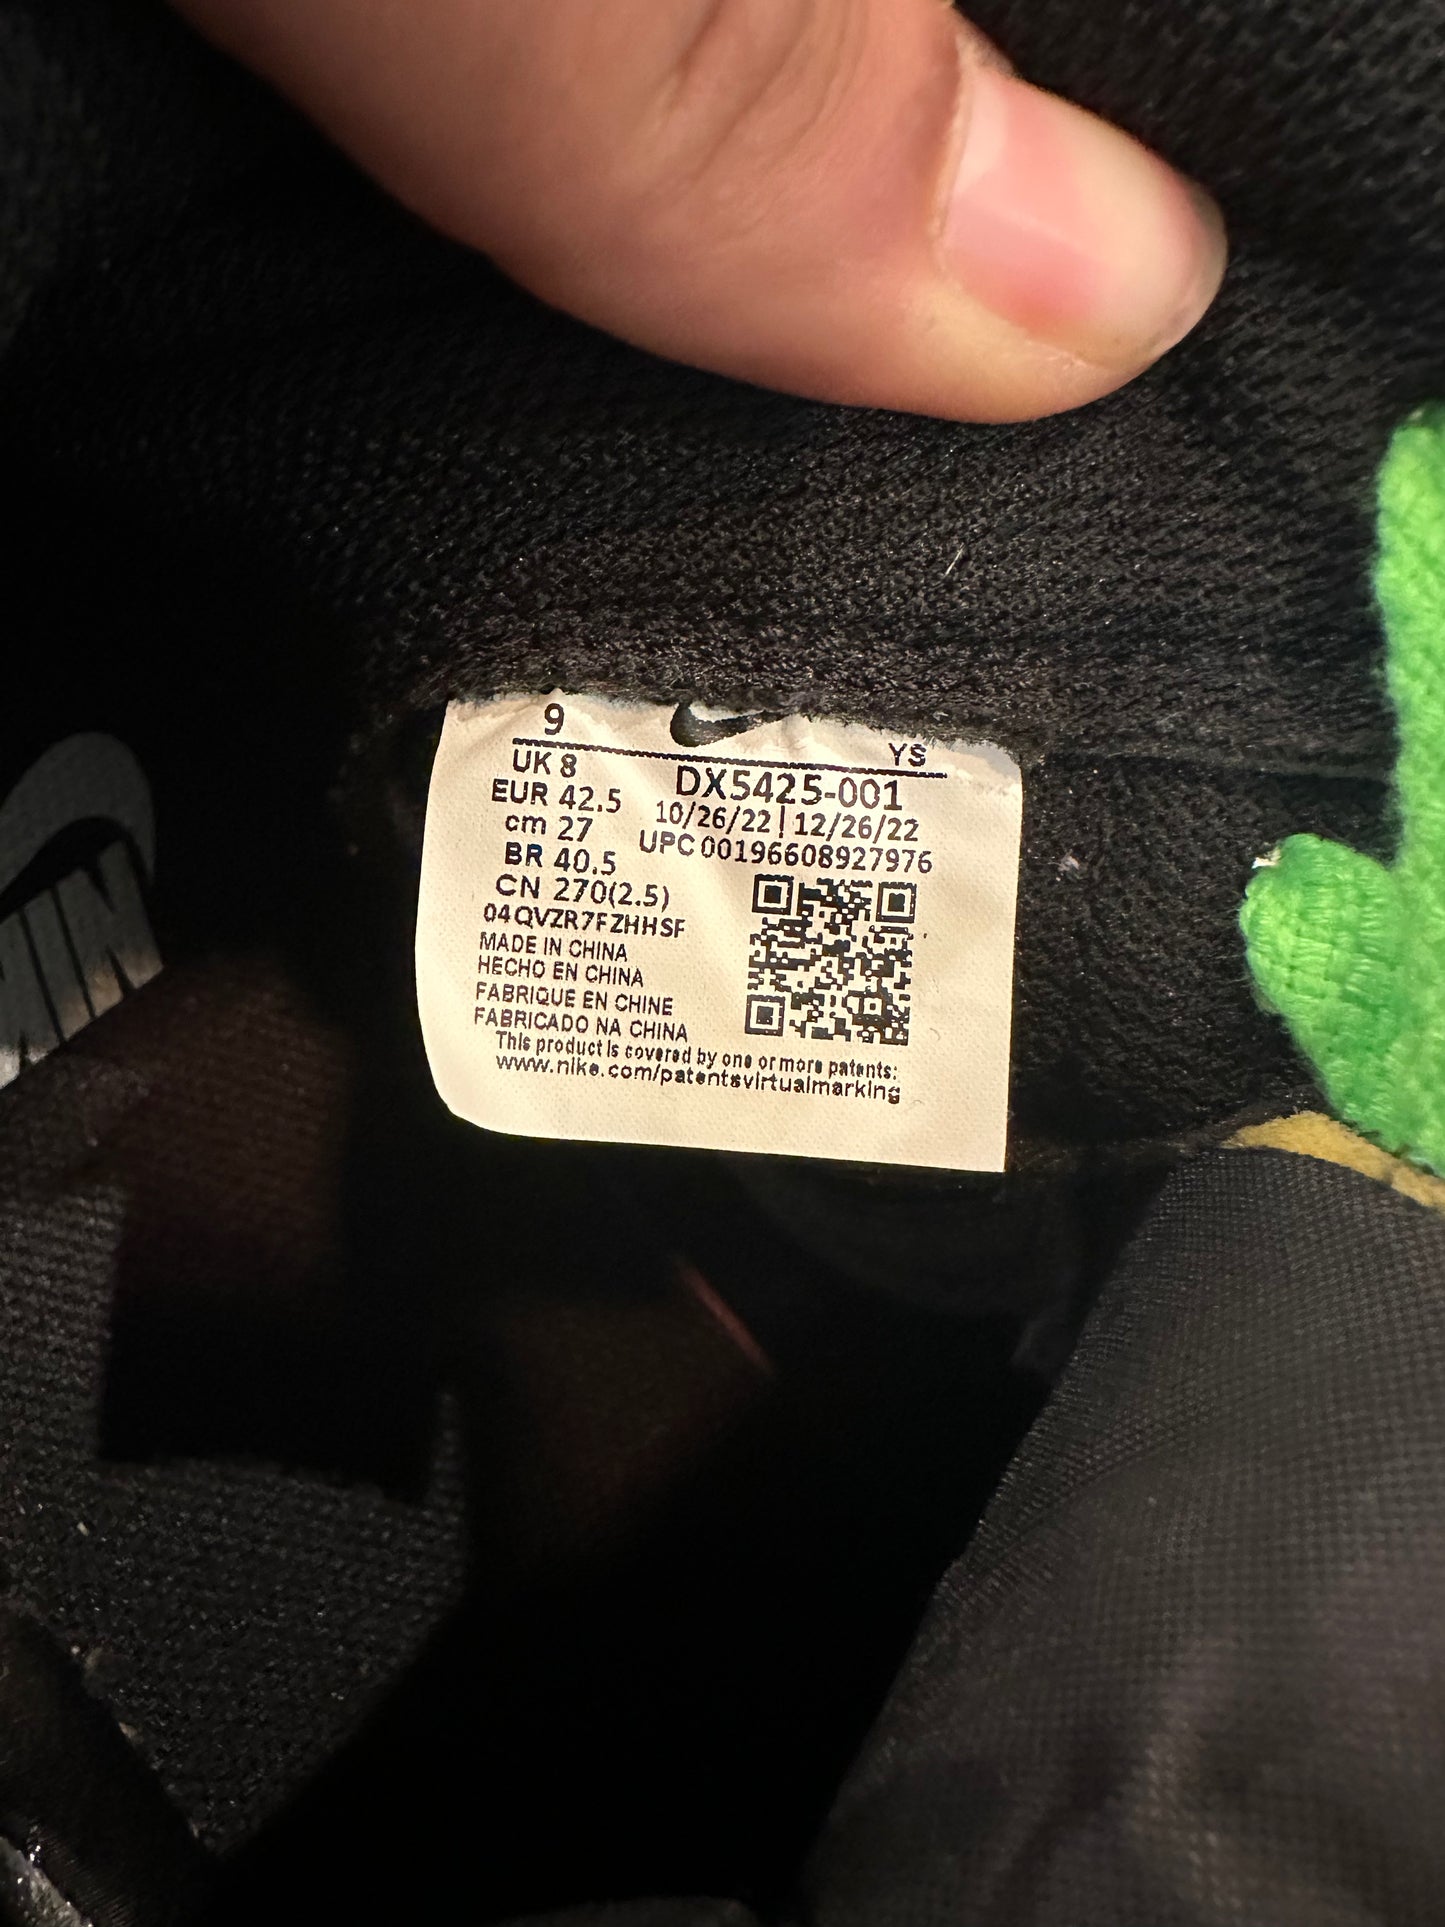 9
YS
UK 8
DX5425-001
EUR 42.5
10/26/22 | 12/26/22
cm 27
UPC 00196608927976
BR 40.5
CN 270(2.5)
04QVZR7FZHHSF
MADE IN CHINA
HECHO EN CHINA
FABRIQUE EN CHINE
FABRICADO NA CHINA
This product is covered by one or more patents:
www.nike.com/patentsvirtualmarking